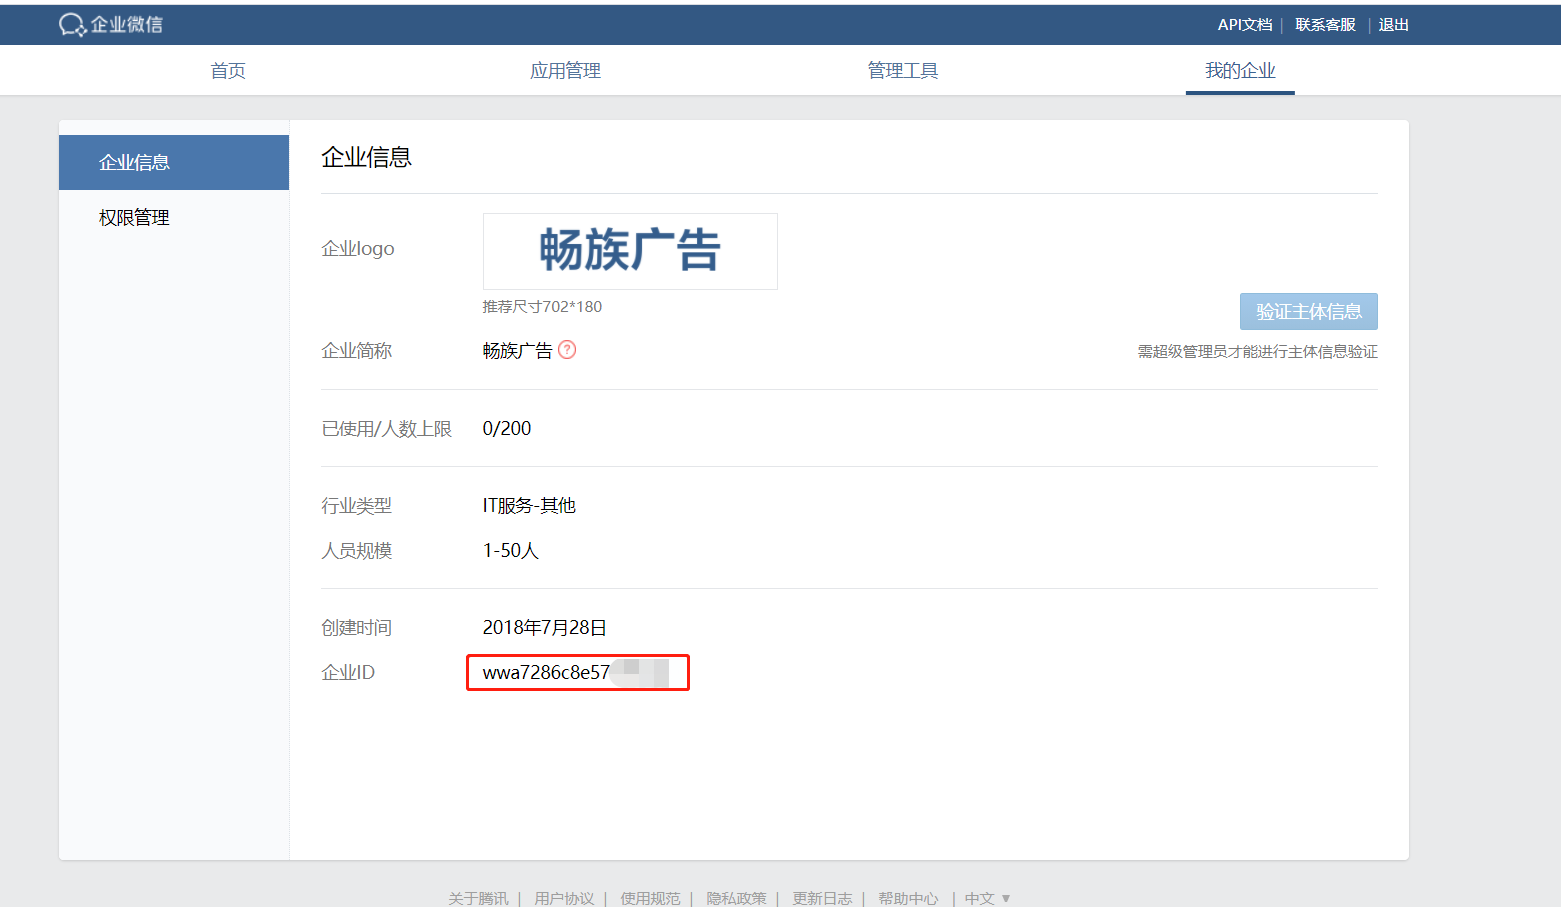 企业微信
API文档 | 联系客服 | 退出
首页 应用管理 管理工具 我的企业
企业信息
权限管理
企业信息
企业logo 畅族广告
推荐尺寸702*180
验证主体信息
企业简称 畅族广告 ?
需超级管理员才能进行主体信息验证
已使用/人数上限 0/200
行业类型 IT服务-其他
人员规模 1-50人
创建时间 2018年7月28日
企业ID wwa7286c8e57
关于腾讯 | 用户协议 | 使用规范 | 隐私政策 | 更新日志 | 帮助中心 | 中文 ▼